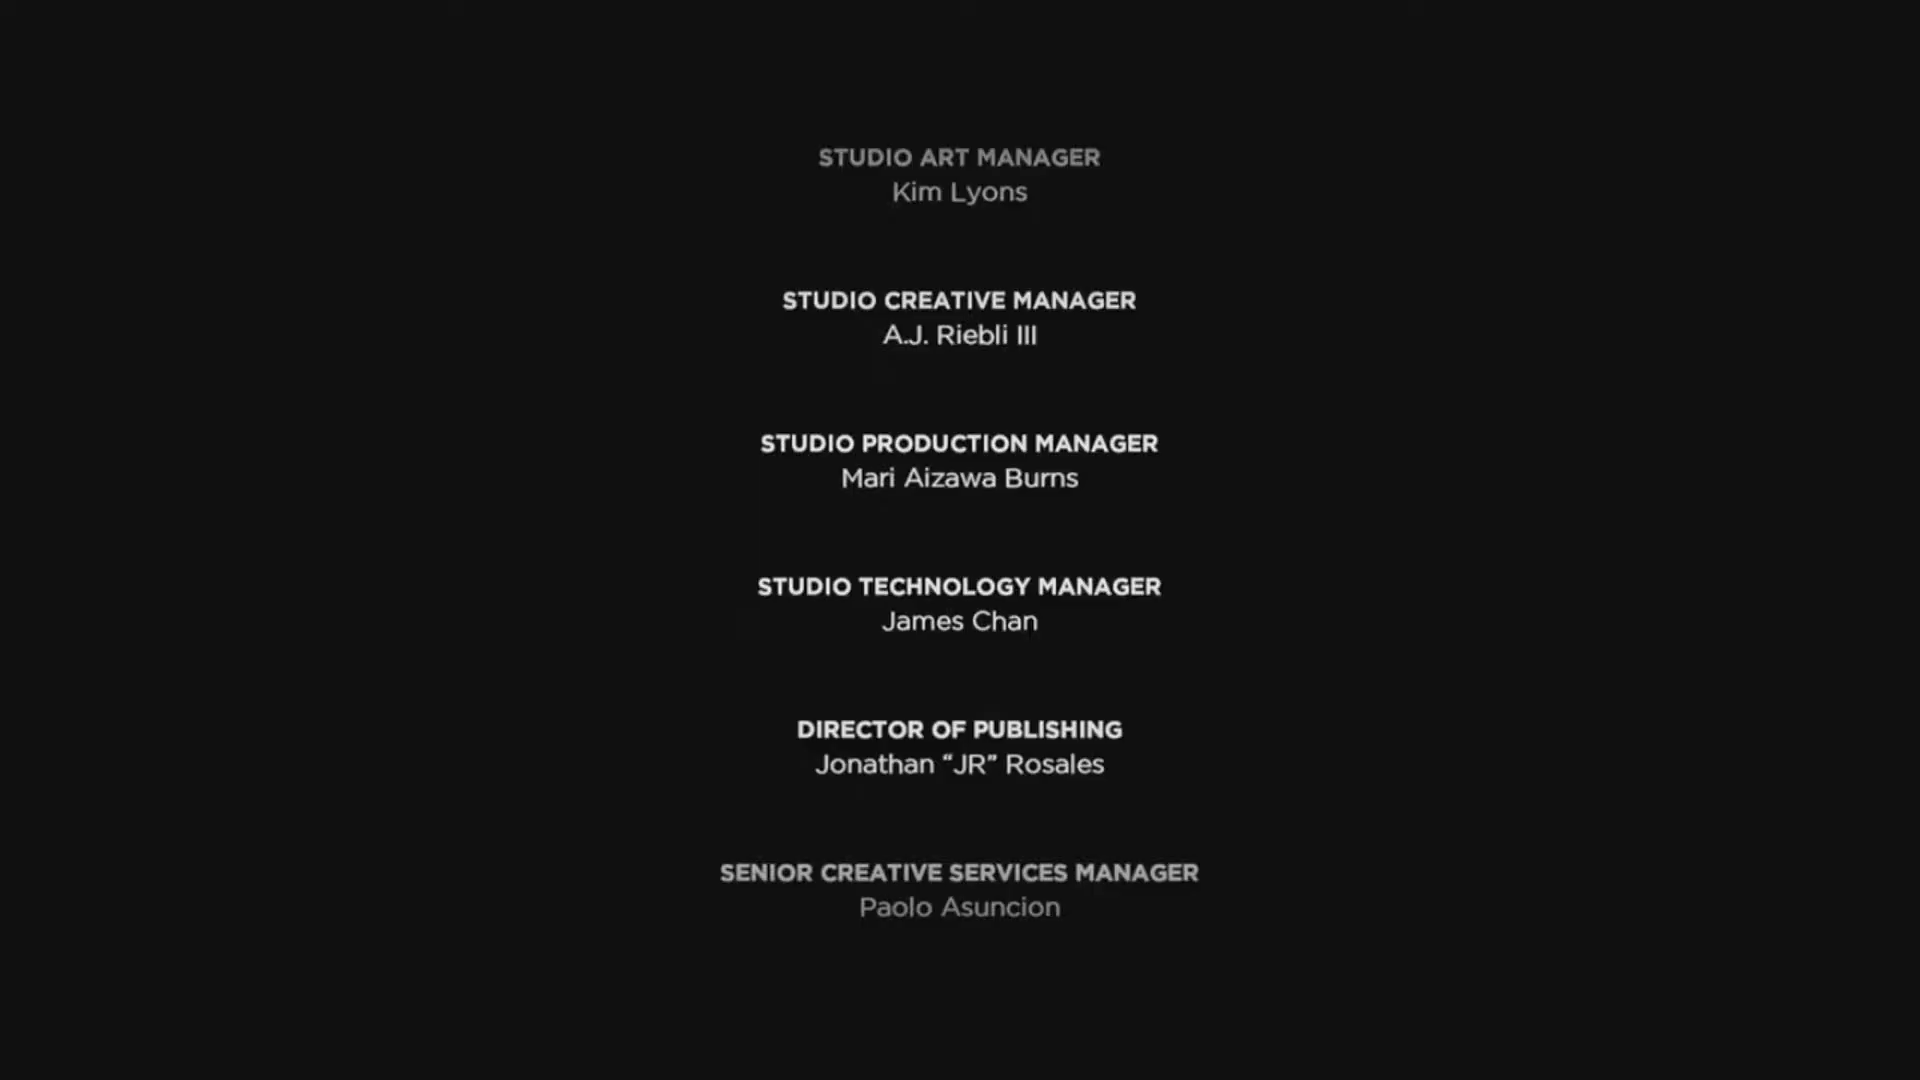 STUDIO ART MANAGER
Kim Lyons
STUDIO CREATIVE MANAGER
A.J. Riebli III
STUDIO PRODUCTION MANAGER
Mari Aizawa Burns
STUDIO TECHNOLOGY MANAGER
James Chan
DIRECTOR OF PUBLISHING
Jonathan “JR” Rosales
SENIOR CREATIVE SERVICES MANAGER
Paolo Asuncion